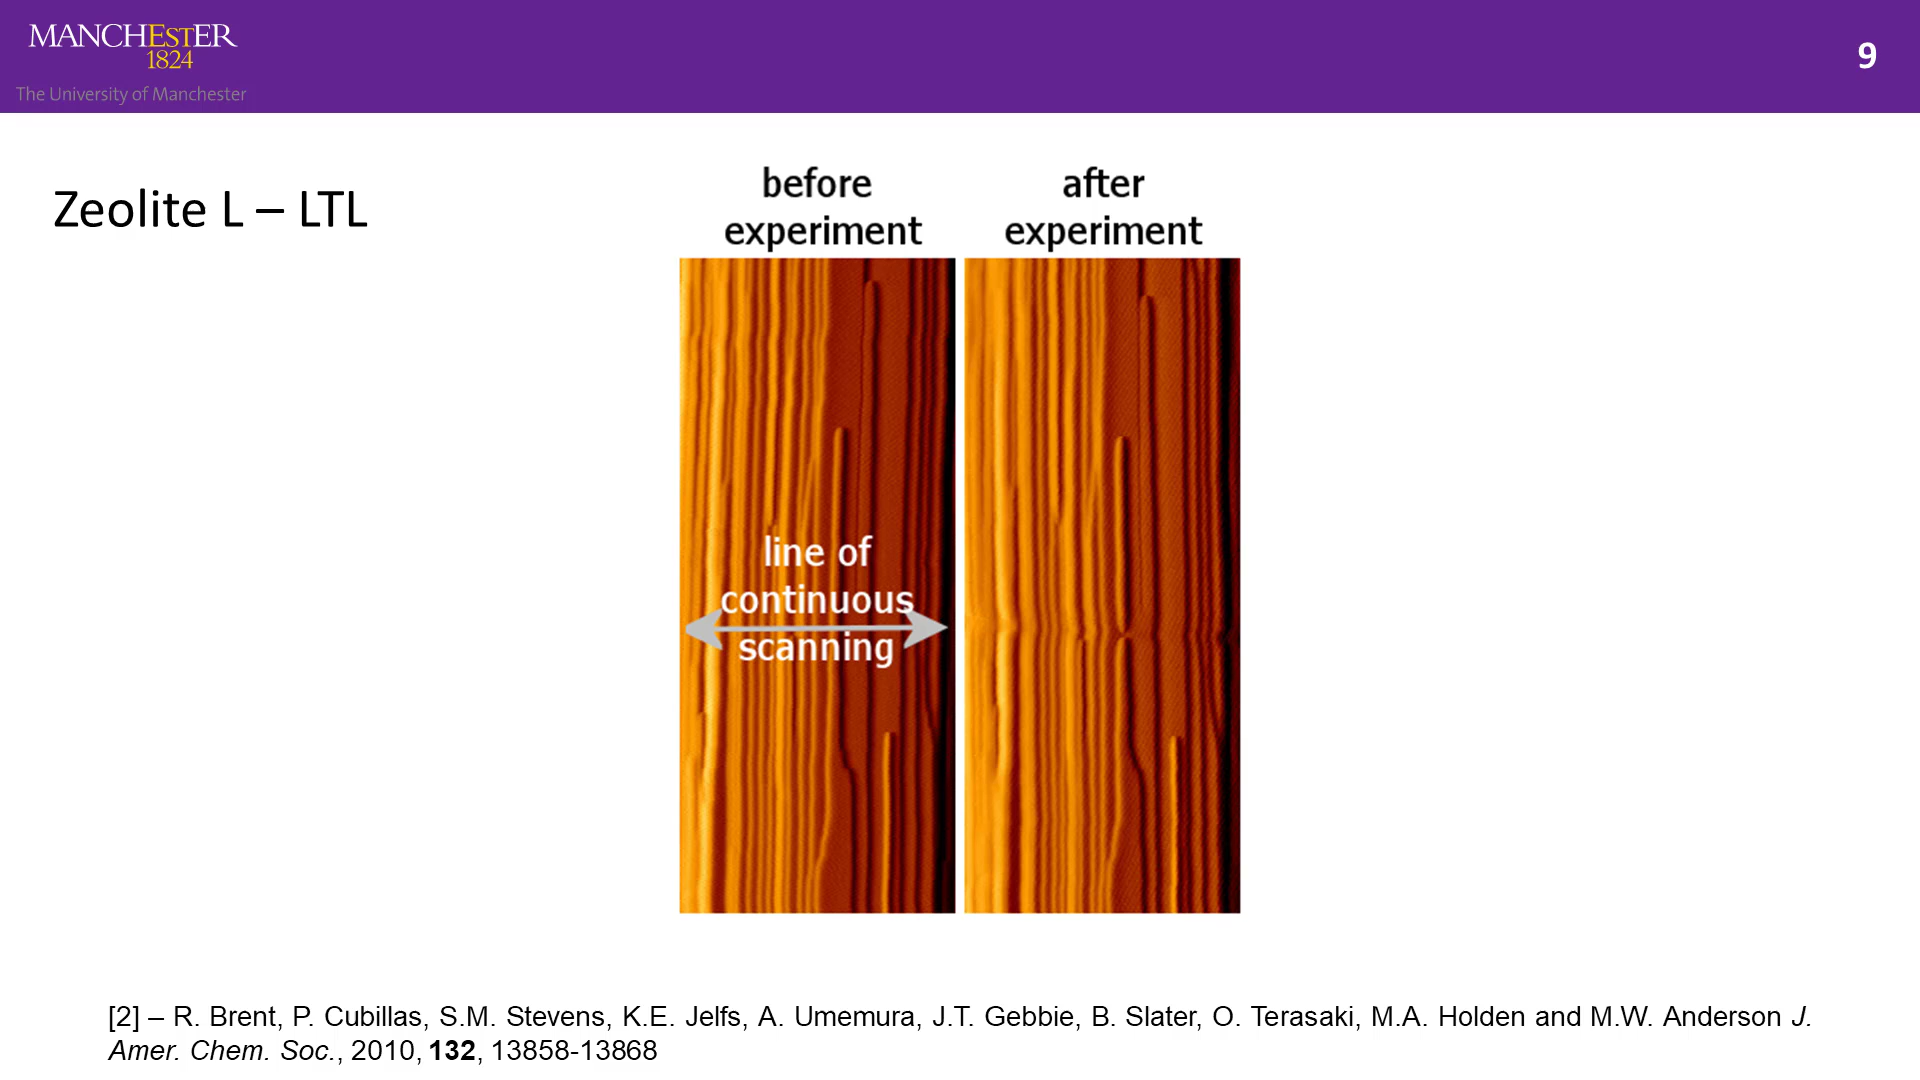 MANCHESTER
1824
The University of Manchester
9
Zeolite L – LTL
before
experiment
after
experiment
line of
continuous
scanning
[2] – R. Brent, P. Cubillas, S.M. Stevens, K.E. Jelfs, A. Umemura, J.T. Gebbie, B. Slater, O. Terasaki, M.A. Holden and M.W. Anderson J.
Amer. Chem. Soc., 2010, 132, 13858-13868